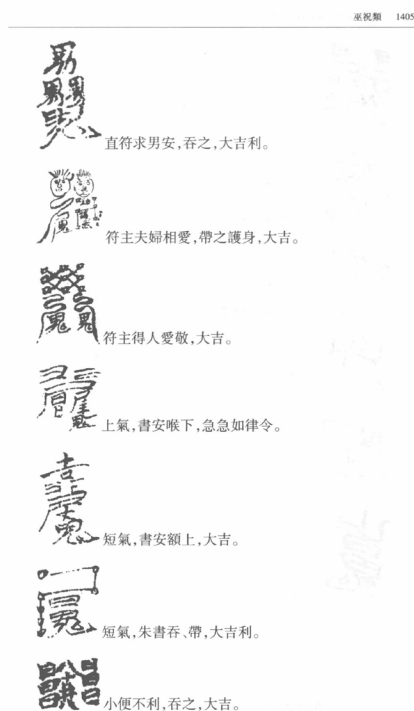 巫祝類 1405
直符求男安,吞之,大吉利。
符主夫婦相愛,帶之護身,大吉。
符主得人愛敬,大吉。
上氣,書安喉下,急急如律令。
短氣,書安額上,大吉。
短氣,朱書吞、帶,大吉利。
小便不利,吞之,大吉。